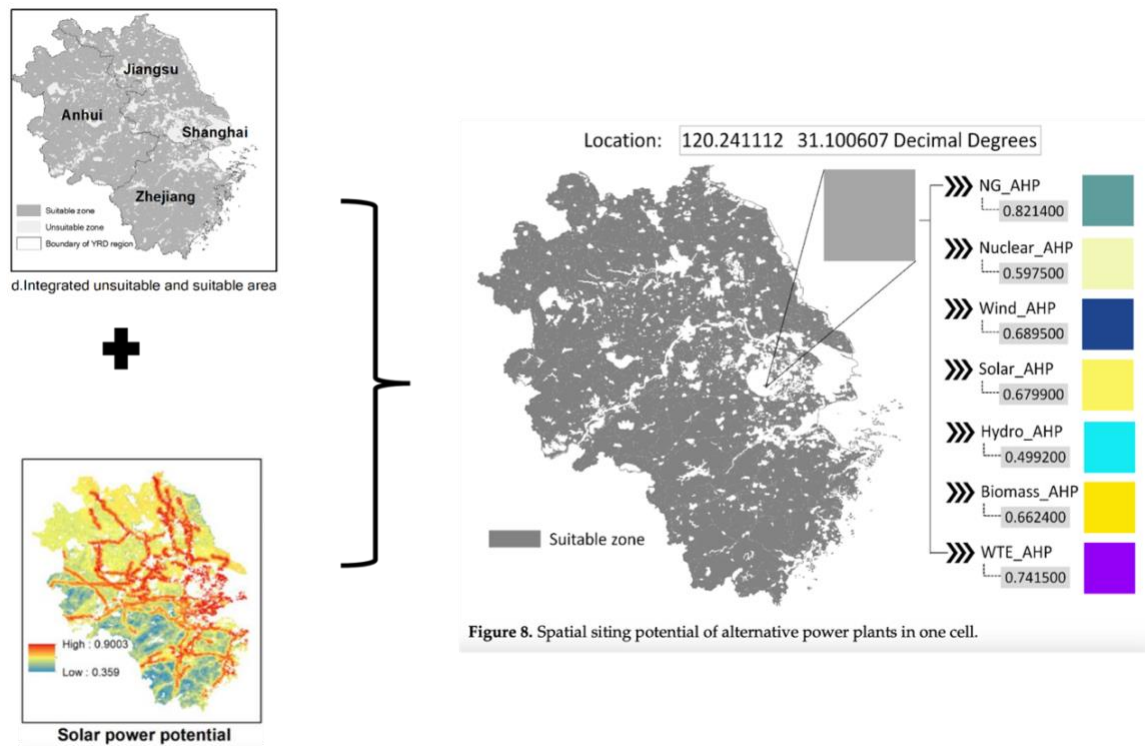 Jiangsu
Anhui
Shanghai
Zhejiang
Suitable zone
Unsuitable zone
Boundary of YRD region
d.Integrated unsuitable and suitable area
High : 0.9003
Low : 0.359
Solar power potential
Location: 120.241112 31.100607 Decimal Degrees
NG_AHP
0.821400
Nuclear_AHP
0.597500
Wind_AHP
0.689500
Solar_AHP
0.679900
Hydro_AHP
0.499200
Biomass_AHP
0.662400
WTE_AHP
0.741500
Suitable zone
Figure 8. Spatial siting potential of alternative power plants in one cell.